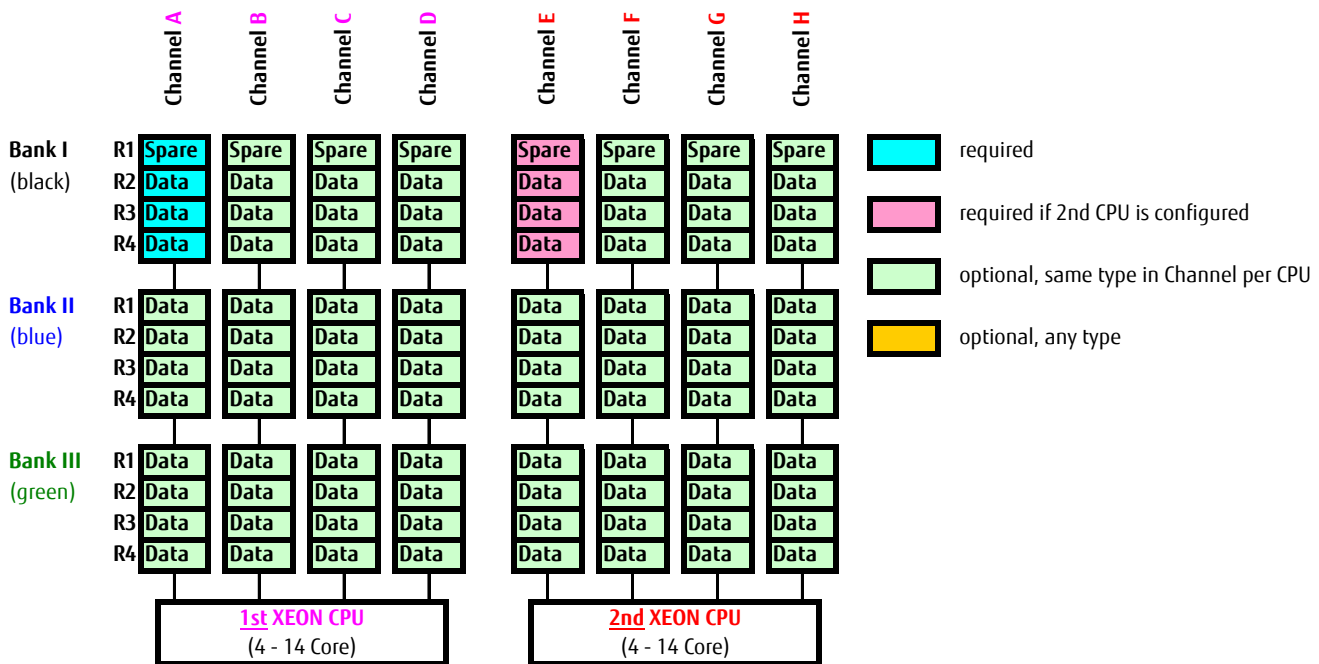 Channel A Channel B Channel C Channel D Channel E Channel F Channel G Channel H
Bank I R1 Spare Spare Spare Spare Spare Spare Spare Spare required
(black) R2 Data Data Data Data Data Data Data Data
R3 Data Data Data Data Data Data Data Data required if 2nd CPU is configured
R4 Data Data Data Data Data Data Data Data
optional, same type in Channel per CPU
Bank II R1 Data Data Data Data Data Data Data Data
(blue) R2 Data Data Data Data Data Data Data Data optional, any type
R3 Data Data Data Data Data Data Data Data
R4 Data Data Data Data Data Data Data Data
Bank III R1 Data Data Data Data Data Data Data Data
(green) R2 Data Data Data Data Data Data Data Data
R3 Data Data Data Data Data Data Data Data
R4 Data Data Data Data Data Data Data Data
1st XEON CPU 2nd XEON CPU
(4 - 14 Core) (4 - 14 Core)